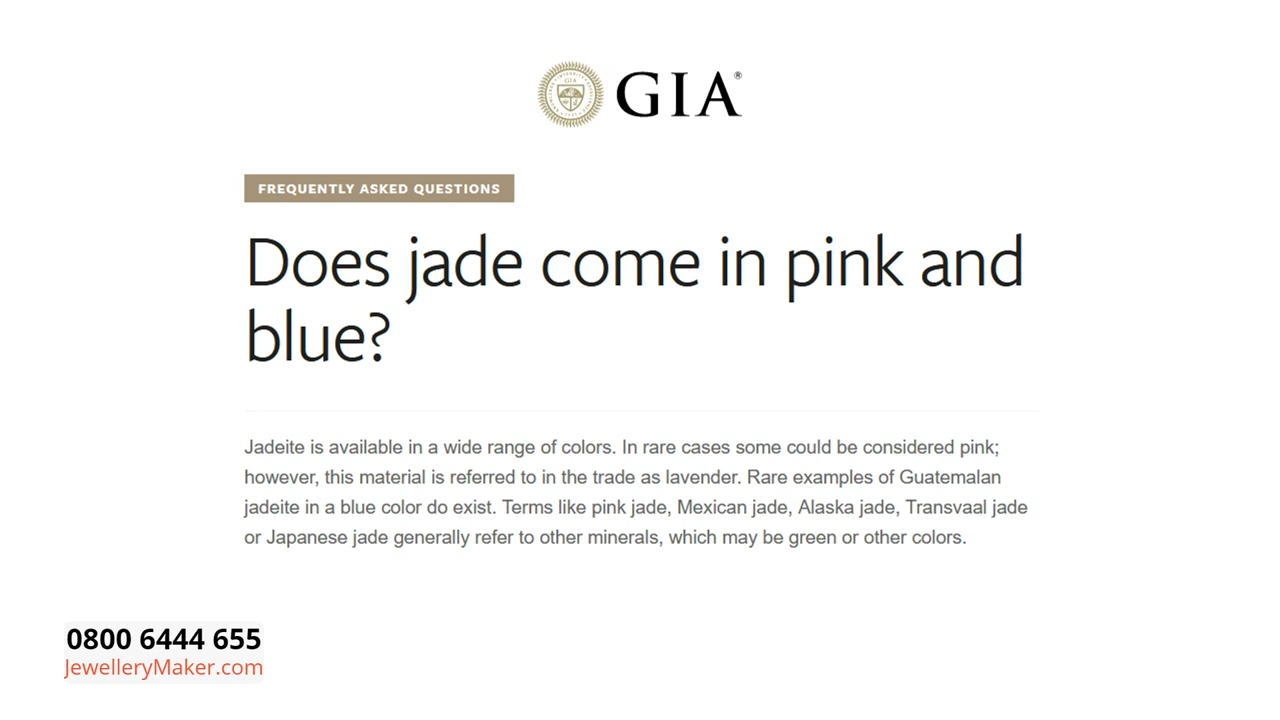 GIA®
FREQUENTLY ASKED QUESTIONS
Does jade come in pink and
blue?
Jadeite is available in a wide range of colors. In rare cases some could be considered pink;
however, this material is referred to in the trade as lavender. Rare examples of Guatemalan
jadeite in a blue color do exist. Terms like pink jade, Mexican jade, Alaska jade, Transvaal jade
or Japanese jade generally refer to other minerals, which may be green or other colors.
0800 6444 655
JewelleryMaker.com